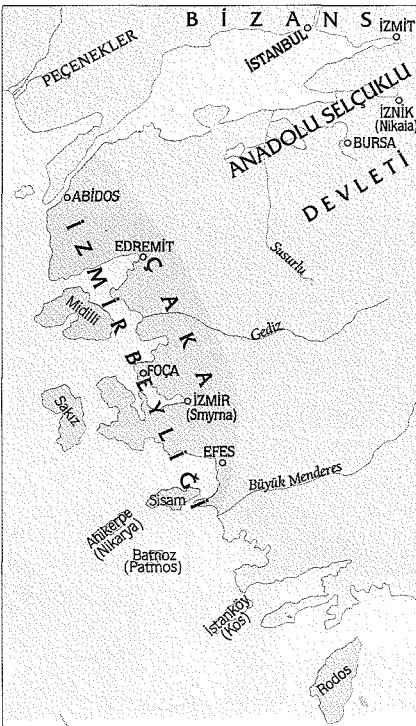 BİZANS
İZMİT
İSTANBUL
PEÇENEKLER
ANADOLU SELÇUKLU
DEVLETİ
İZNİK
(Nikaia)
BURSA
ABİDOS
EDREMİT
Susurlu
İZMİR BEYLİĞİ
ÇAKA
Midilli
Gediz
FOÇA
İZMİR
(Smyrna)
Sakız
EFES
Büyük Menderes
Sisam
Ahikerpe
(Nikarya)
Batnoz
(Patmos)
İstanköy
(Kos)
Rodos